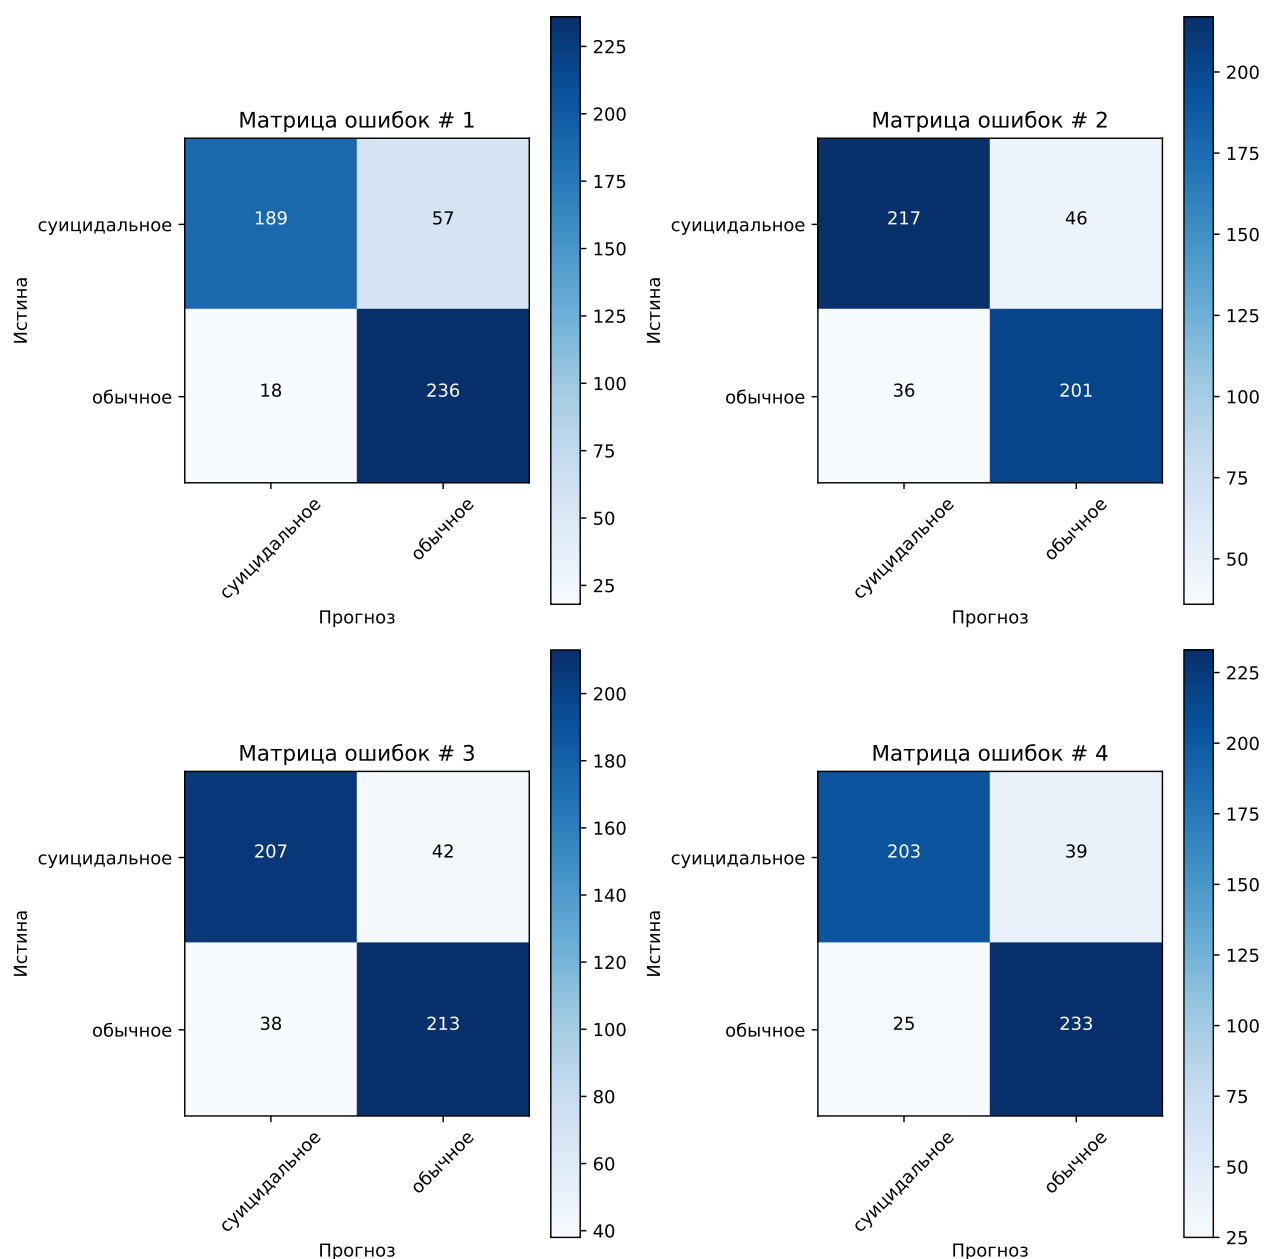 Матрица ошибок # 1
Истина
суицидальное
189
57
обычное
18
236
суицидальное
обычное
Прогноз
225
200
175
150
125
100
75
50
25
Матрица ошибок # 2
Истина
суицидальное
217
46
обычное
36
201
суицидальное
обычное
Прогноз
200
175
150
125
100
75
50
Матрица ошибок # 3
Истина
суицидальное
207
42
обычное
38
213
суицидальное
обычное
Прогноз
200
180
160
140
120
100
80
60
40
Матрица ошибок # 4
Истина
суицидальное
203
39
обычное
25
233
суицидальное
обычное
Прогноз
225
200
175
150
125
100
75
50
25